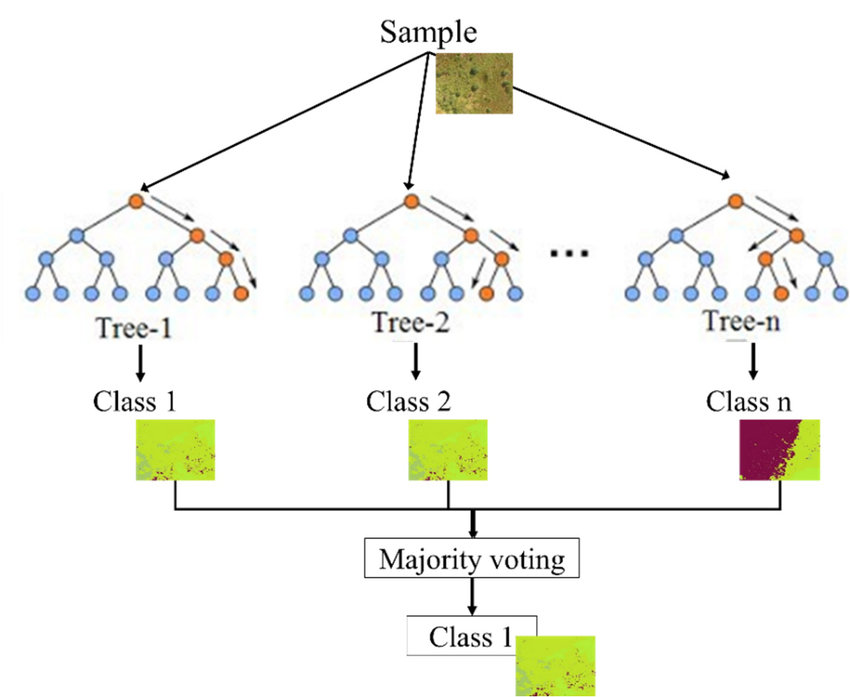 Sample
...
Tree-1
Tree-2
Tree-n
Class 1
Class 2
Class n
Majority voting
Class 1